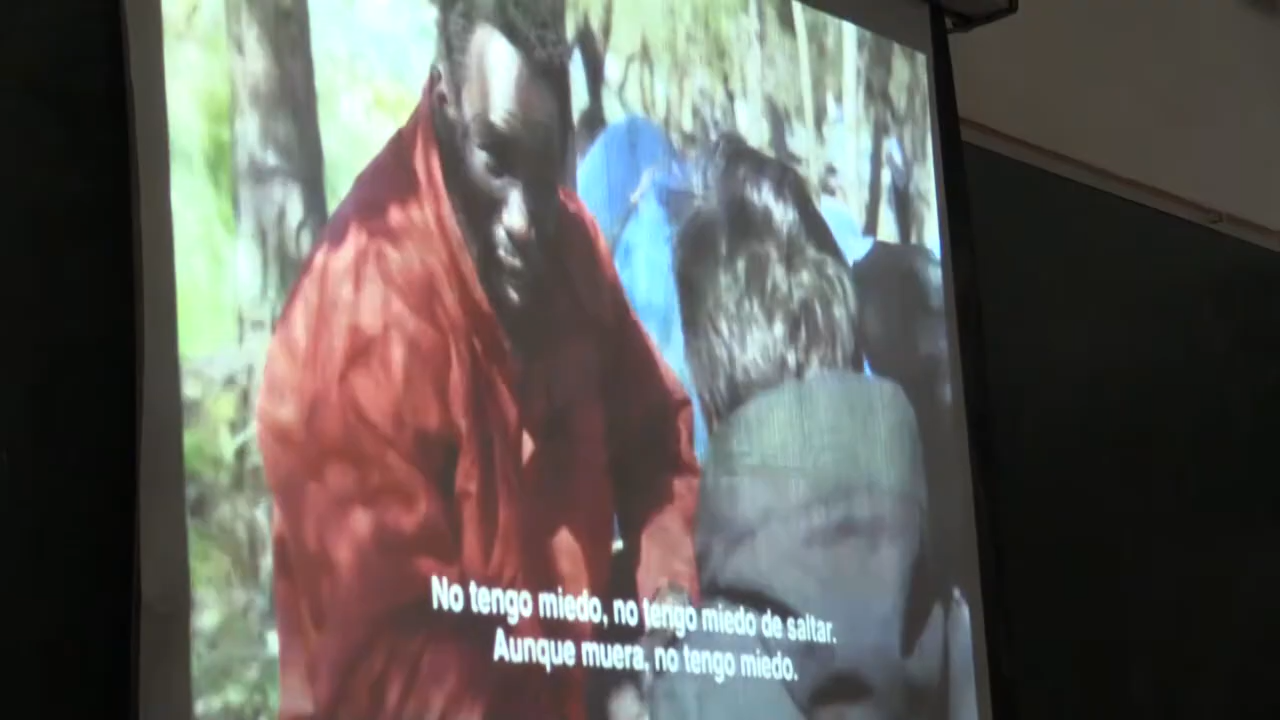 No tengo miedo, no tengo miedo de saltar.
Aunque muera, no tengo miedo.